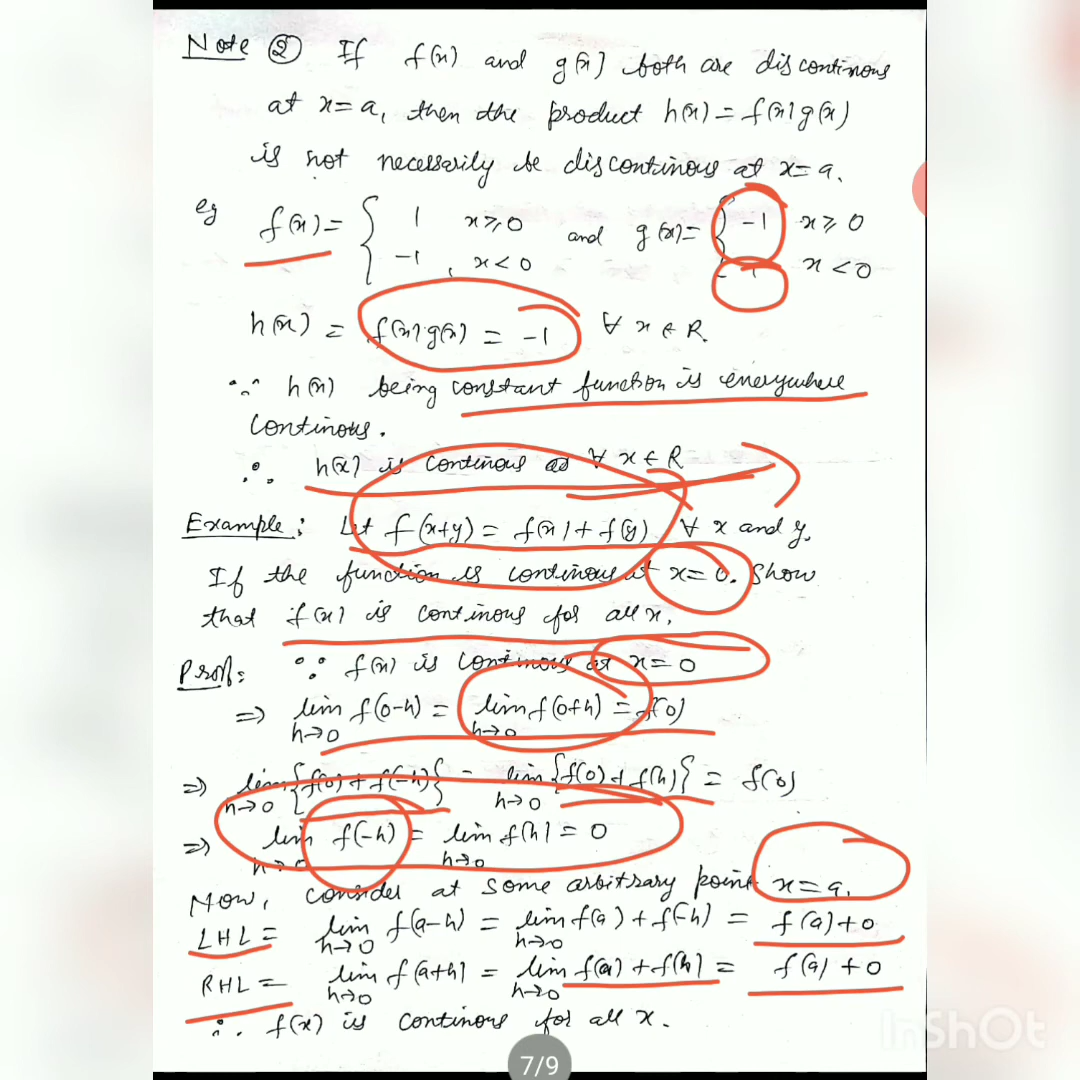 Note ② If f(x) and g(x) both are discontinous
at x=a, then the product h(x) = f(x)g(x)
is not necessarily be discontinous at x=a.
eg f(x) = { 1 x≥0 and g(x) = { -1 x≥0
-1, x<0 1 x<0
h(x) = f(x)g(x) = -1 ∀ x∈R.
∵ h(x) being constant function is everywhere
continous.
∴ h(x) is continous as ∀ x∈R
Example: Let f(x+y) = f(x)+f(y) ∀ x and y.
If the function is continous at x=0. Show
that f(x) is continous for all x.
Proof: ∵ f(x) is continous at x=0
⇒ lim h→0 f(0-h) = lim h→0 f(0+h) = f(0)
⇒ lim h→0 {f(0)+f(-h)} = lim h→0 {f(0)+f(h)} = f(0)
⇒ lim h→0 f(-h) = lim h→0 f(h) = 0
Now, consider at some arbitrary point x=a.
LHL = lim h→0 f(a-h) = lim h→0 f(a)+f(-h) = f(a)+0
RHL = lim h→0 f(a+h) = lim h→0 f(a)+f(h) = f(a)+0
∴ f(x) is continous for all x.
InShOt
7/9